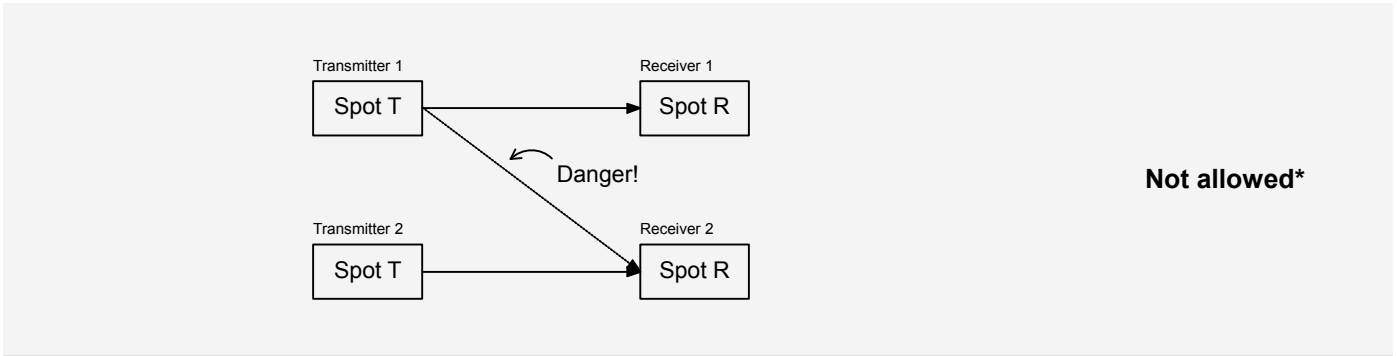 Transmitter 1
Receiver 1
Spot T
Spot R
Danger!
Not allowed*
Transmitter 2
Receiver 2
Spot T
Spot R